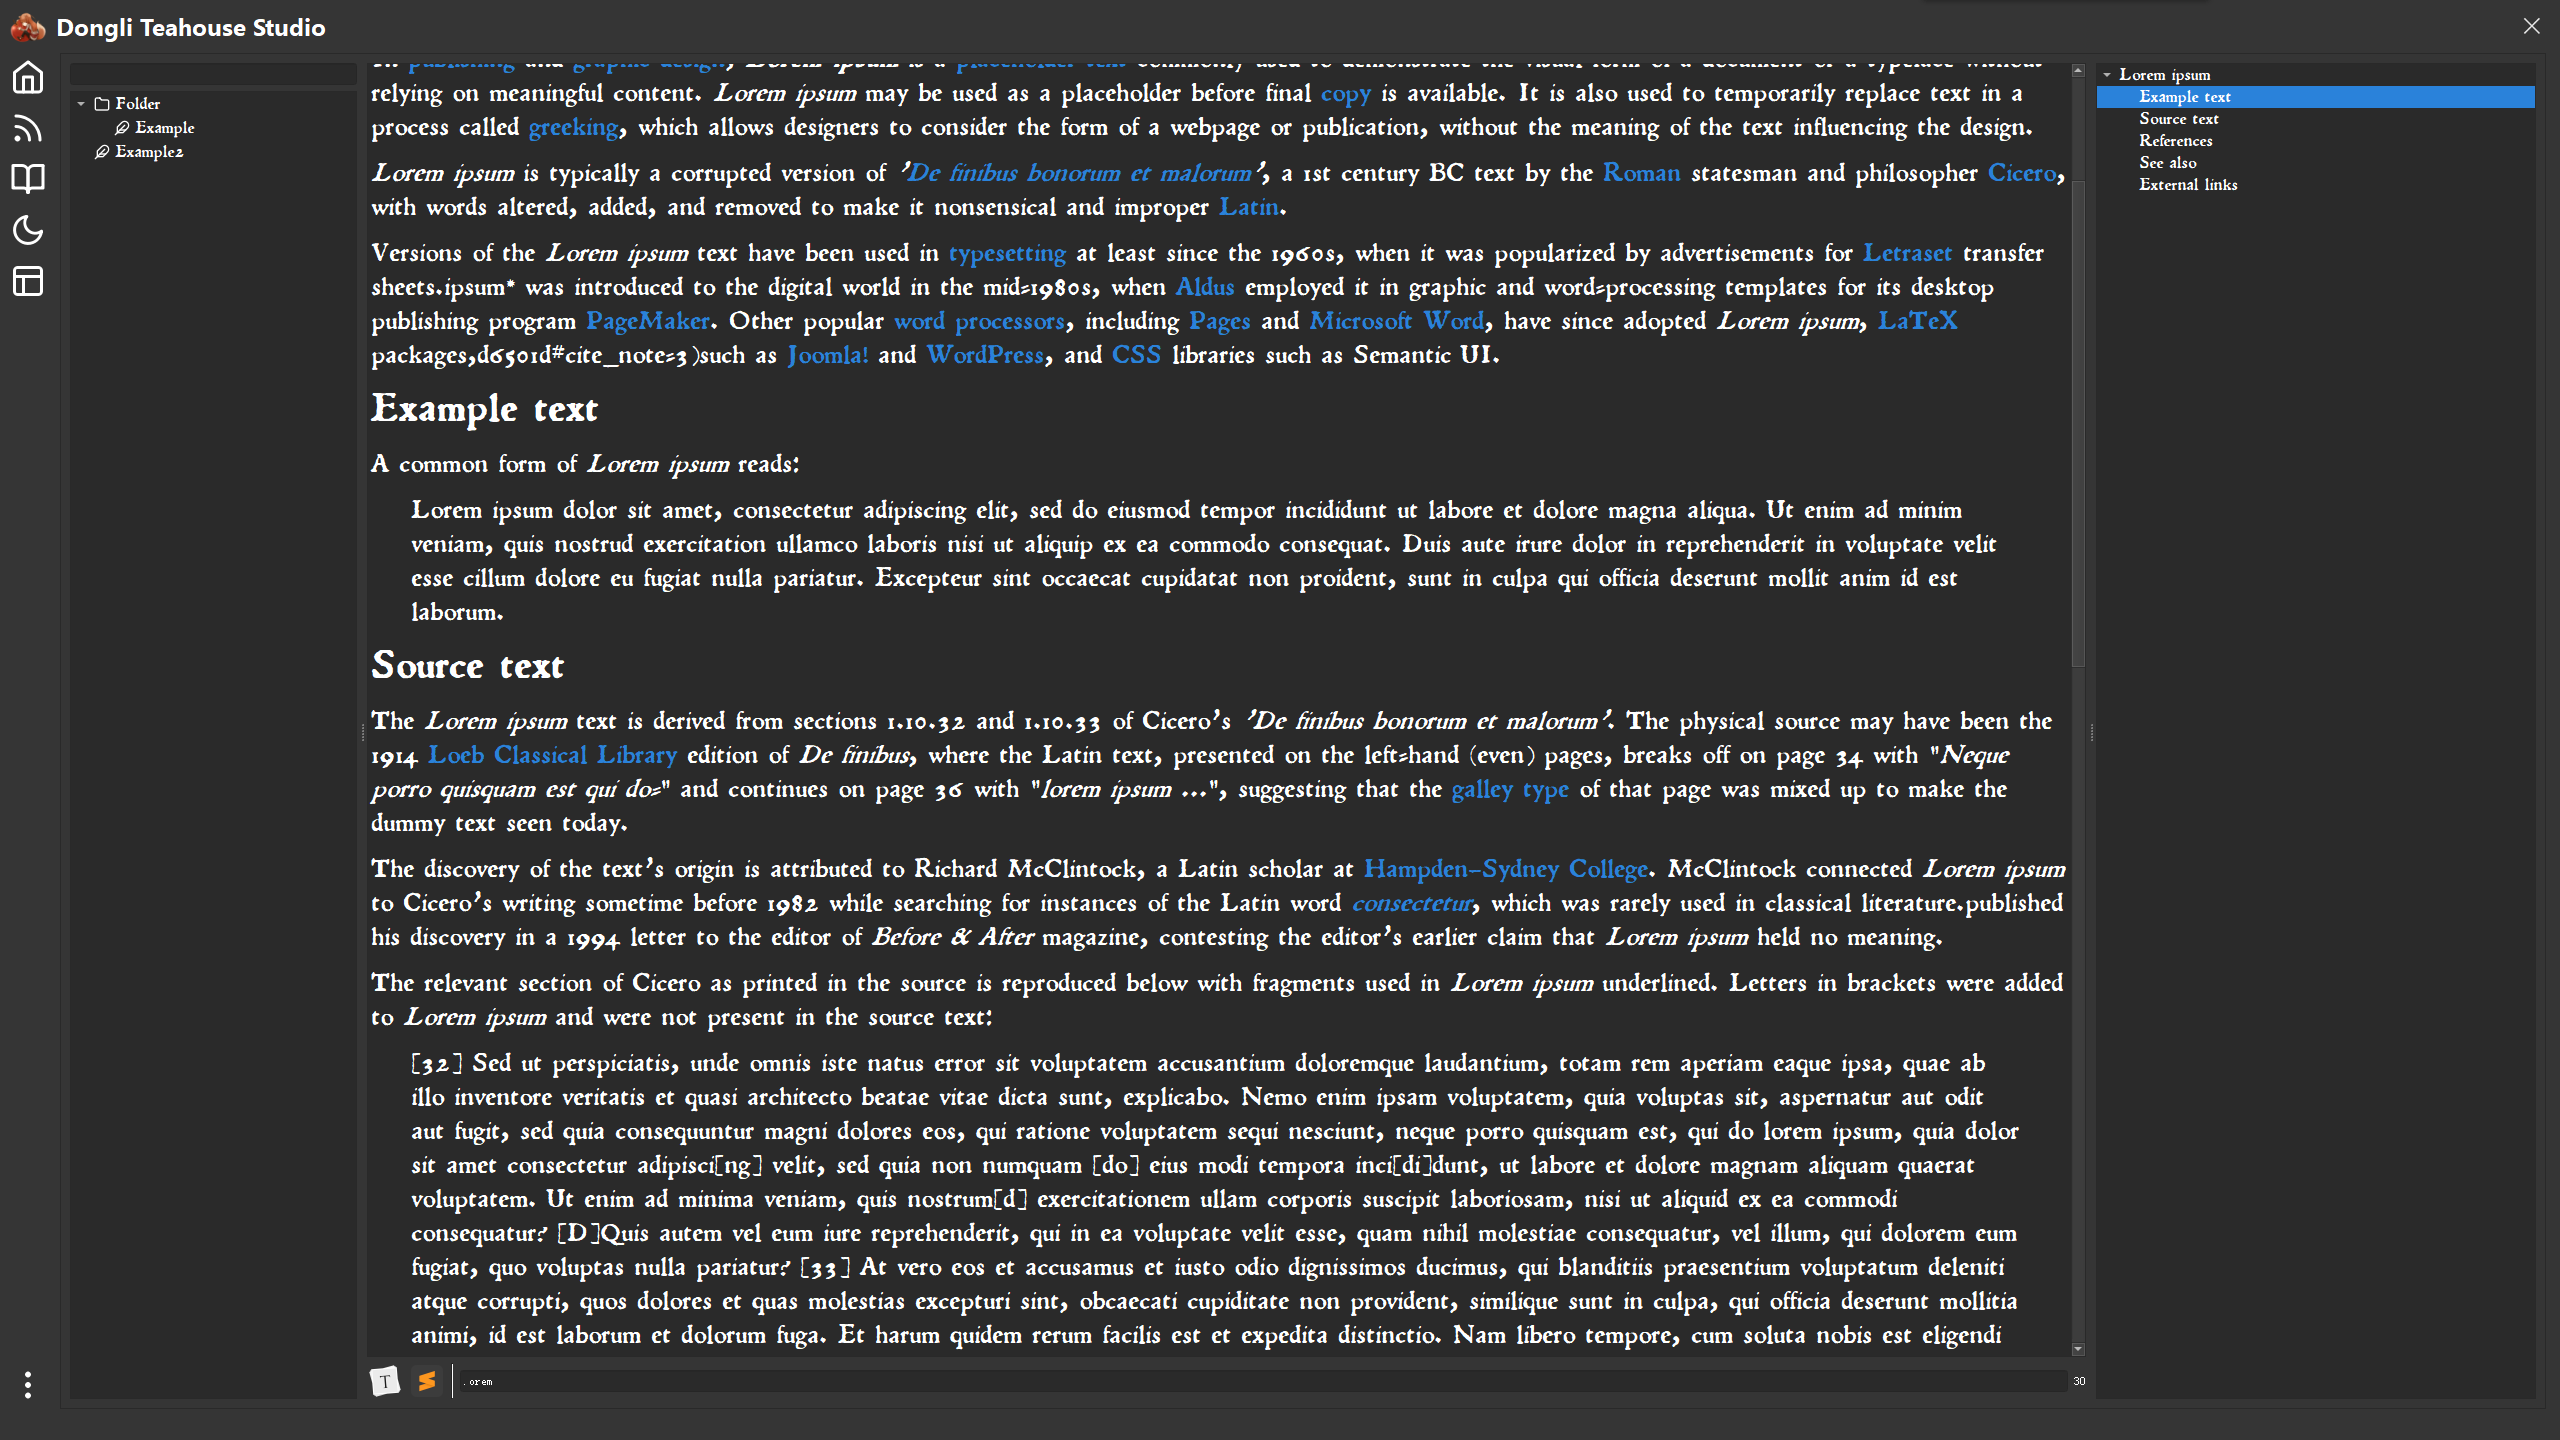 Dongli Teahouse Studio
Folder
Example
Example2
In publishing and graphic design, Lorem ipsum is a placeholder text commonly used to demonstrate the visual form of a document or a typeface without
relying on meaningful content. Lorem ipsum may be used as a placeholder before final copy is available. It is also used to temporarily replace text in a
process called greeking, which allows designers to consider the form of a webpage or publication, without the meaning of the text influencing the design.
Lorem ipsum is typically a corrupted version of 'De finibus bonorum et malorum', a 1st century BC text by the Roman statesman and philosopher Cicero,
with words altered, added, and removed to make it nonsensical and improper Latin.
Versions of the Lorem ipsum text have been used in typesetting at least since the 1960s, when it was popularized by advertisements for Letraset transfer
sheets.ipsum* was introduced to the digital world in the mid-1980s, when Aldus employed it in graphic and word-processing templates for its desktop
publishing program PageMaker. Other popular word processors, including Pages and Microsoft Word, have since adopted Lorem ipsum, LaTeX
packages,d6501d#cite_note-3)such as Joomla! and WordPress, and CSS libraries such as Semantic UI.
Example text
A common form of Lorem ipsum reads:
Lorem ipsum dolor sit amet, consectetur adipiscing elit, sed do eiusmod tempor incididunt ut labore et dolore magna aliqua. Ut enim ad minim
veniam, quis nostrud exercitation ullamco laboris nisi ut aliquip ex ea commodo consequat. Duis aute irure dolor in reprehenderit in voluptate velit
esse cillum dolore eu fugiat nulla pariatur. Excepteur sint occaecat cupidatat non proident, sunt in culpa qui officia deserunt mollit anim id est
laborum.
Source text
The Lorem ipsum text is derived from sections 1.10.32 and 1.10.33 of Cicero's 'De finibus bonorum et malorum'. The physical source may have been the
1914 Loeb Classical Library edition of De finibus, where the Latin text, presented on the left-hand (even) pages, breaks off on page 34 with "Neque
porro quisquam est qui do-" and continues on page 36 with "lorem ipsum ...", suggesting that the galley type of that page was mixed up to make the
dummy text seen today.
The discovery of the text's origin is attributed to Richard McClintock, a Latin scholar at Hampden–Sydney College. McClintock connected Lorem ipsum
to Cicero's writing sometime before 1982 while searching for instances of the Latin word consectetur, which was rarely used in classical literature.published
his discovery in a 1994 letter to the editor of Before & After magazine, contesting the editor's earlier claim that Lorem ipsum held no meaning.
The relevant section of Cicero as printed in the source is reproduced below with fragments used in Lorem ipsum underlined. Letters in brackets were added
to Lorem ipsum and were not present in the source text:
[32] Sed ut perspiciatis, unde omnis iste natus error sit voluptatem accusantium doloremque laudantium, totam rem aperiam eaque ipsa, quae ab
illo inventore veritatis et quasi architecto beatae vitae dicta sunt, explicabo. Nemo enim ipsam voluptatem, quia voluptas sit, aspernatur aut odit
aut fugit, sed quia consequuntur magni dolores eos, qui ratione voluptatem sequi nesciunt, neque porro quisquam est, qui do lorem ipsum, quia dolor
sit amet consectetur adipisci[ng] velit, sed quia non numquam [do] eius modi tempora inci[di]dunt, ut labore et dolore magnam aliquam quaerat
voluptatem. Ut enim ad minima veniam, quis nostrum[d] exercitationem ullam corporis suscipit laboriosam, nisi ut aliquid ex ea commodi
consequatur? [D]Quis autem vel eum iure reprehenderit, qui in ea voluptate velit esse, quam nihil molestiae consequatur, vel illum, qui dolorem eum
fugiat, quo voluptas nulla pariatur? [33] At vero eos et accusamus et iusto odio dignissimos ducimus, qui blanditiis praesentium voluptatum deleniti
atque corrupti, quos dolores et quas molestias excepturi sint, obcaecati cupiditate non provident, similique sunt in culpa, qui officia deserunt mollitia
animi, id est laborum et dolorum fuga. Et harum quidem rerum facilis est et expedita distinctio. Nam libero tempore, cum soluta nobis est eligendi
T
.orem
30
Lorem ipsum
Example text
Source text
References
See also
External links